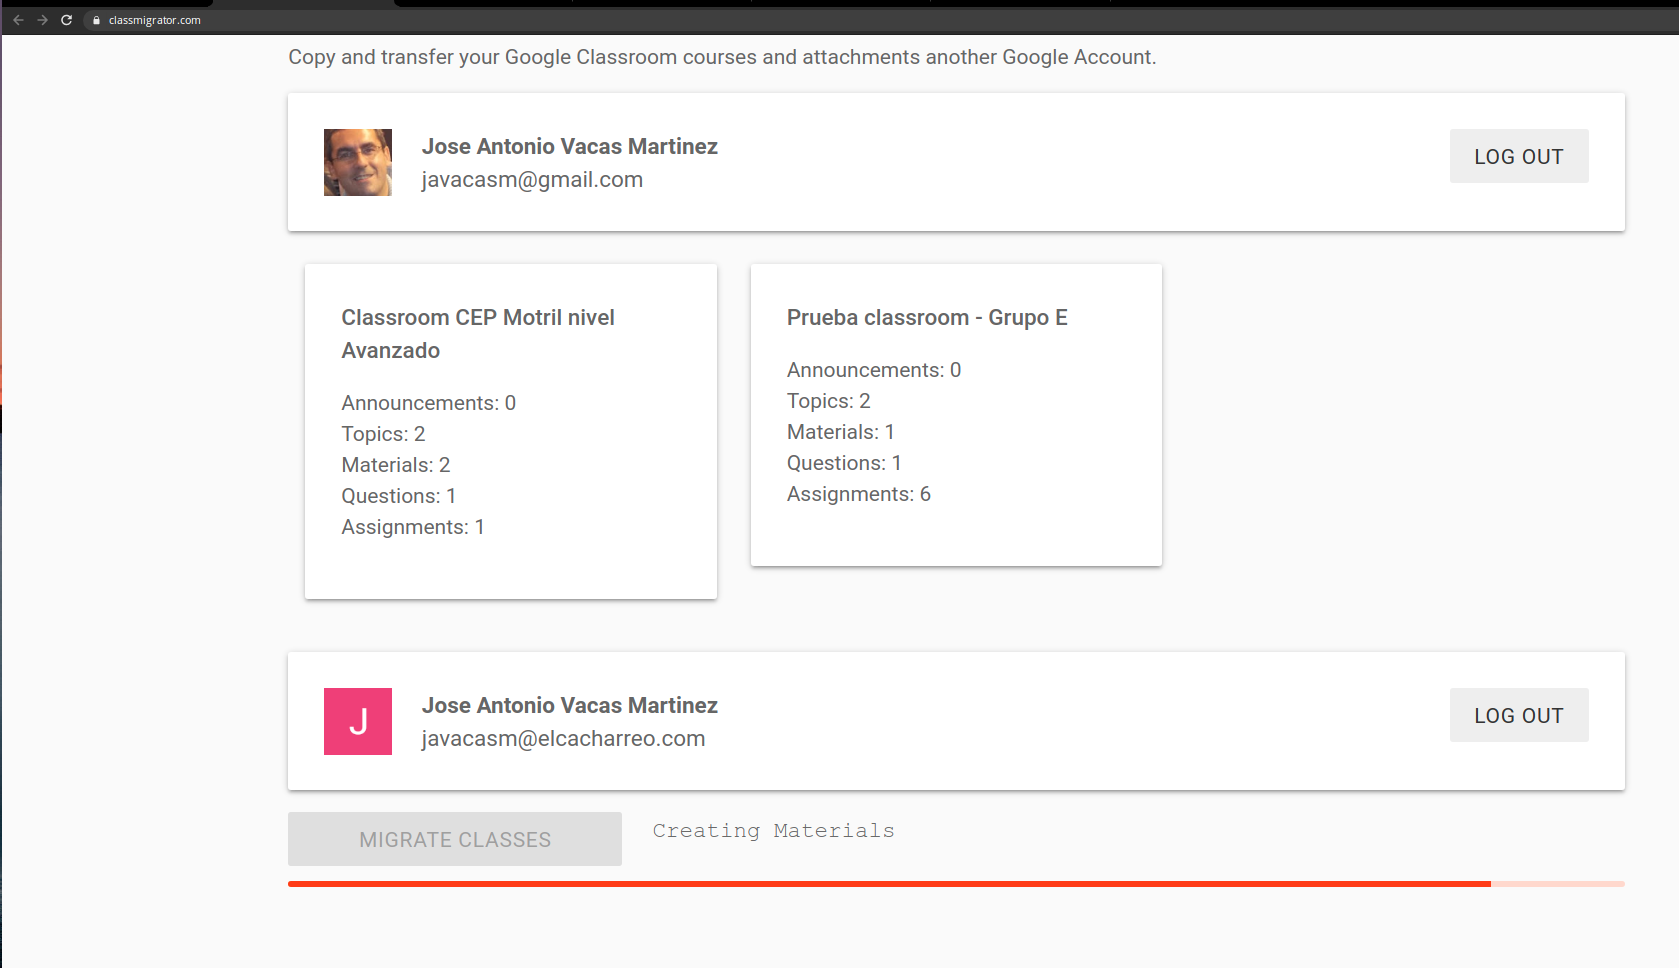 classmigrator.com
Copy and transfer your Google Classroom courses and attachments another Google Account.
Jose Antonio Vacas Martinez
javacasm@gmail.com
LOG OUT
Classroom CEP Motril nivel
Avanzado
Announcements: 0
Topics: 2
Materials: 2
Questions: 1
Assignments: 1
Prueba classroom - Grupo E
Announcements: 0
Topics: 2
Materials: 1
Questions: 1
Assignments: 6
J
Jose Antonio Vacas Martinez
javacasm@elcacharreo.com
LOG OUT
MIGRATE CLASSES
Creating Materials